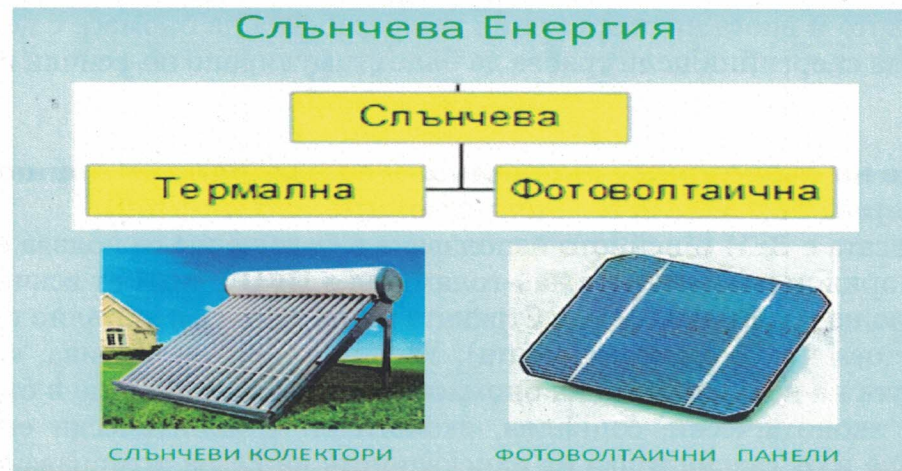 Слънчева Енергия
Слънчева
Термална Фотоволтаична
СЛЪНЧЕВИ КОЛЕКТОРИ ФОТОВОЛТАИЧНИ ПАНЕЛИ